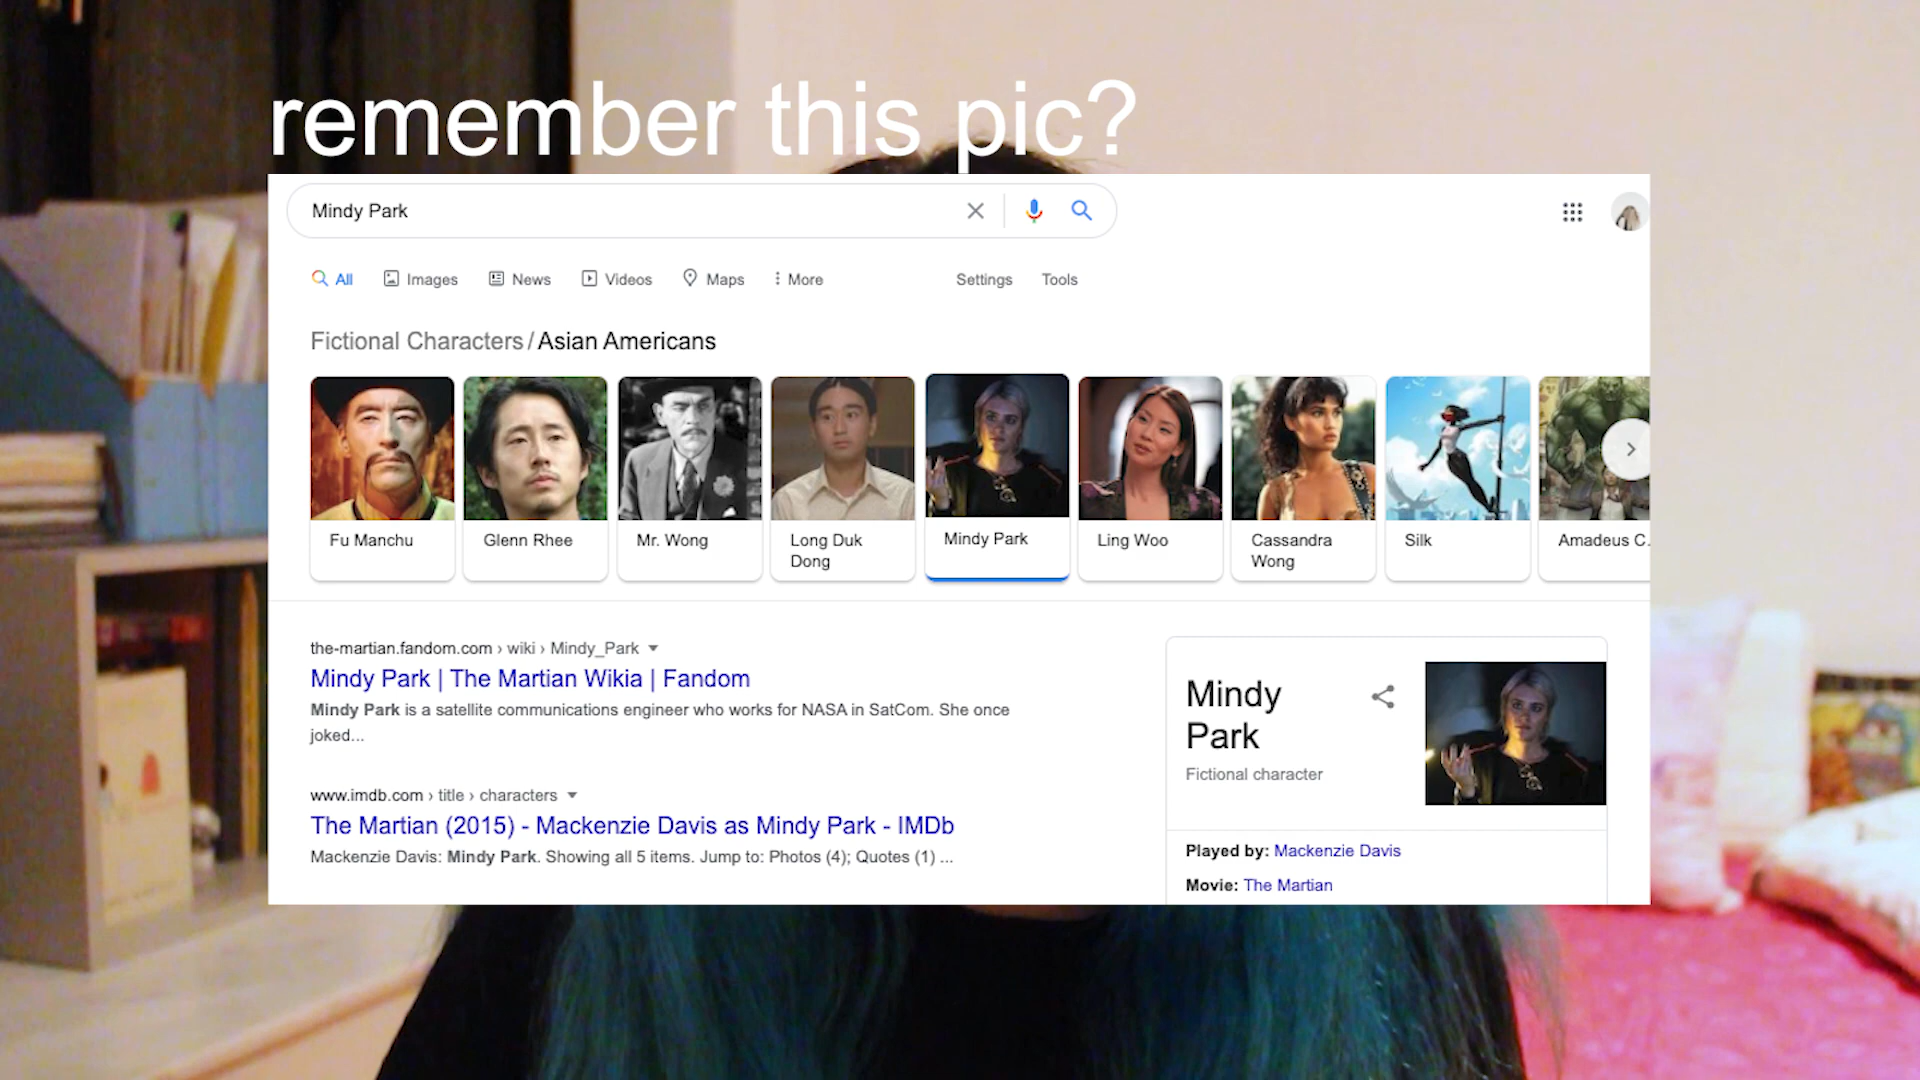 remember this pic?
Mindy Park
All Images News Videos Maps More Settings Tools
Fictional Characters / Asian Americans
Fu Manchu
Glenn Rhee
Mr. Wong
Long Duk
Dong
Mindy Park
Ling Woo
Cassandra
Wong
Silk
Amadeus C.
the-martian.fandom.com › wiki › Mindy_Park
Mindy Park | The Martian Wikia | Fandom
Mindy Park is a satellite communications engineer who works for NASA in SatCom. She once
joked...
www.imdb.com › title › characters
The Martian (2015) - Mackenzie Davis as Mindy Park - IMDb
Mackenzie Davis: Mindy Park. Showing all 5 items. Jump to: Photos (4); Quotes (1) ...
Mindy
Park
Fictional character
Played by: Mackenzie Davis
Movie: The Martian